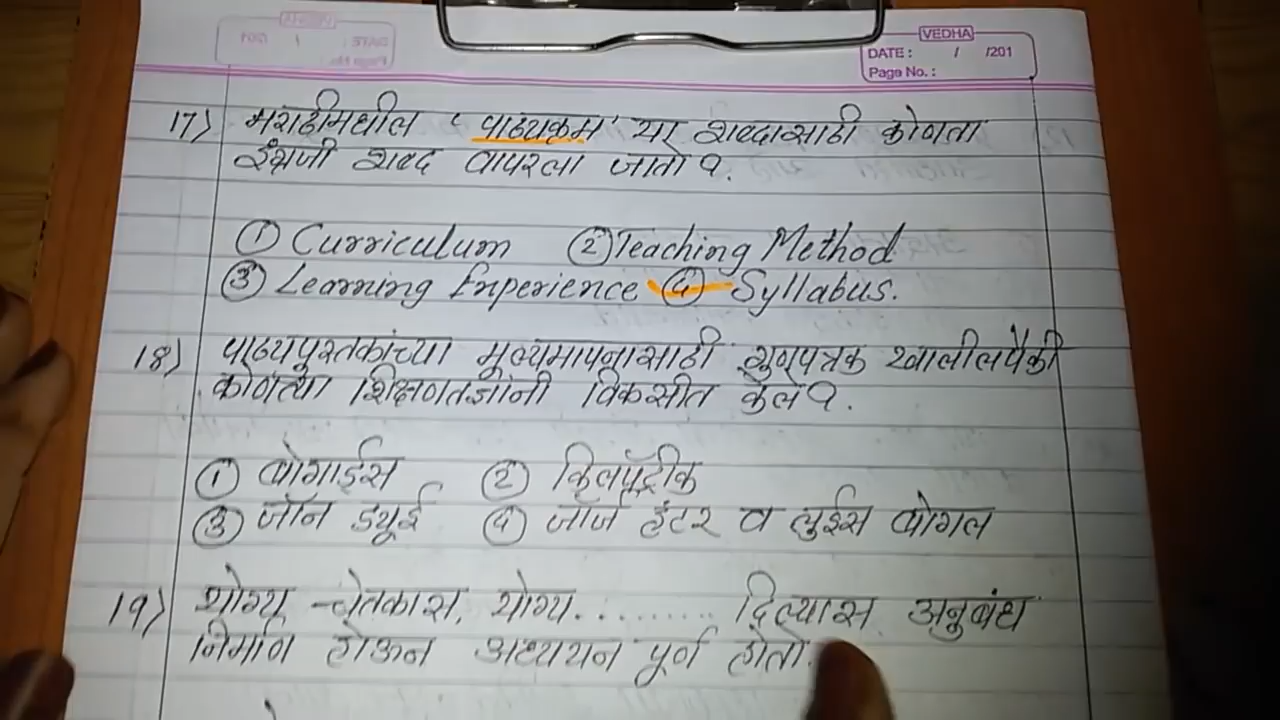 VEDHA
DATE : / /201
Page No. :
17) मराठीमधील 'पाठ्यक्रम' या शब्दासाठी कोणता
इंग्रजी शब्द वापरला जातो?.
① Curriculum ② Teaching Method
③ Learning Experience ④ Syllabus.
18) पाठ्यपुस्तकांच्या मूल्यमापनासाठी गुणपत्रक खालीलपैकी
कोणत्या शिक्षणतज्ञांनी विकसीत केले?.
① बोगार्डस ② किलपॅट्रीक
③ जॉन ड्यूई ④ जॉर्ज हंटर व लुईस वोगल
19) योग्य चेतकास, योग्य......... दिल्यास अनुबंध
निर्माण होऊन अध्ययन पूर्ण होतो.